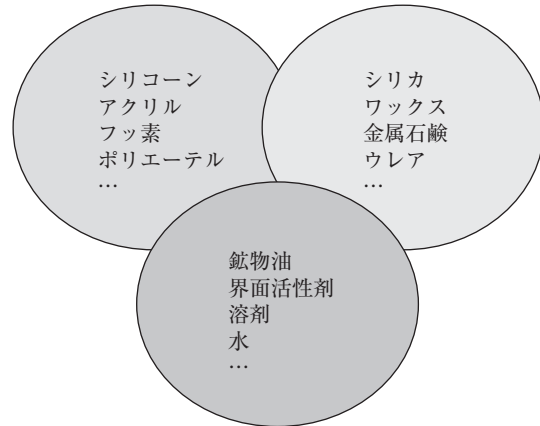 シリコーン
アクリル
フッ素
ポリエーテル
…
シリカ
ワックス
金属石鹸
ウレア
…
鉱物油
界面活性剤
溶剤
水
…